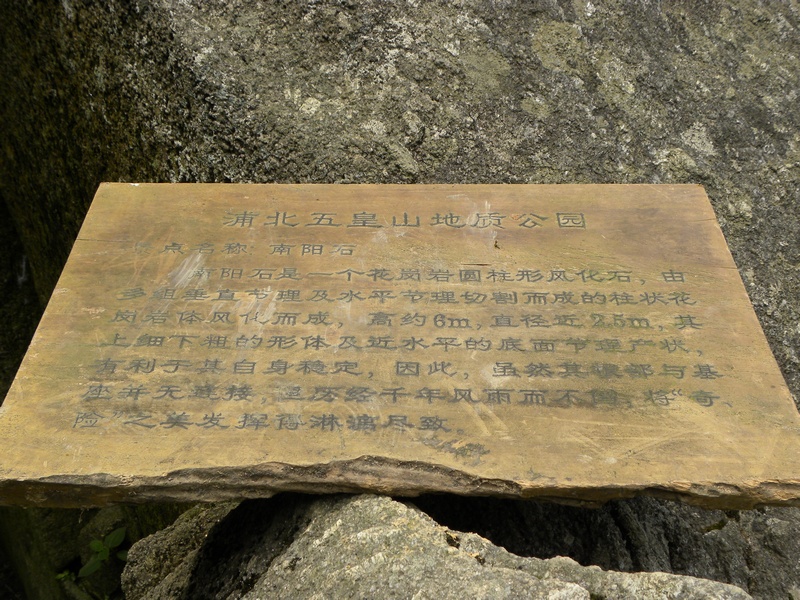 浦北五皇山地质公园
点名称：南阳石
南阳石是一个花岗岩圆柱形风化石，由
多组垂直节理及水平节理切割而成的柱状花
岗岩体风化而成，高约6m，直径近2.5m，其
上细下粗的形体及近水平的底面节理产状，
有利于其自身稳定，因此，虽然其根部与基
座并无连接，历经千年风雨而不倒，将“奇、
险”之美发挥得淋漓尽致。